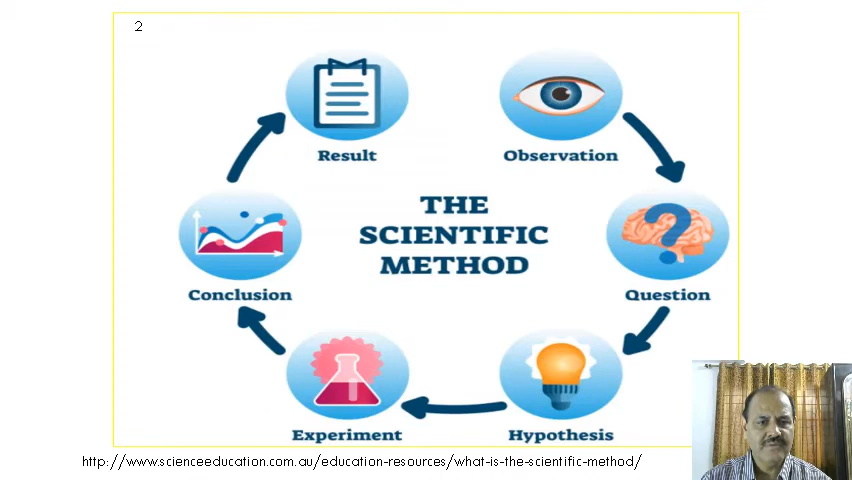 2
Result
Observation
THE
SCIENTIFIC
METHOD
Conclusion
Question
Experiment
Hypothesis
http://www.scienceeducation.com.au/education-resources/what-is-the-scientific-method/